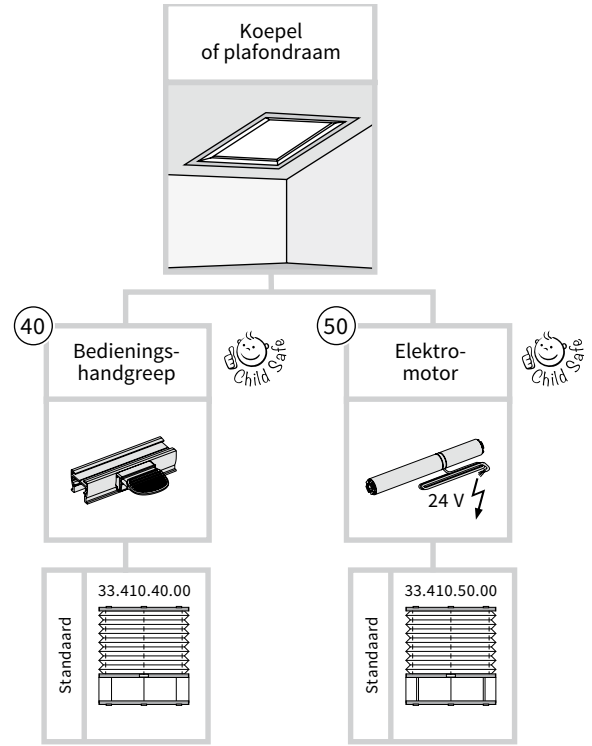 Koepel
of plafondraam
40
Bedienings-
handgreep
Child Safe
50
Elektro-
motor
Child Safe
24 V
Standaard
33.410.40.00
Standaard
33.410.50.00